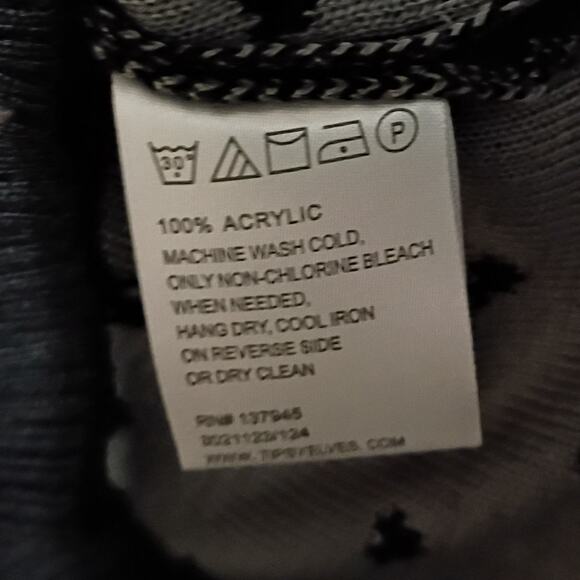 30°
P
100% ACRYLIC
MACHINE WASH COLD,
ONLY NON-CHLORINE BLEACH
WHEN NEEDED,
HANG DRY, COOL IRON
ON REVERSE SIDE
OR DRY CLEAN
RN# 137945
WWW.TIPSYELVES.COM